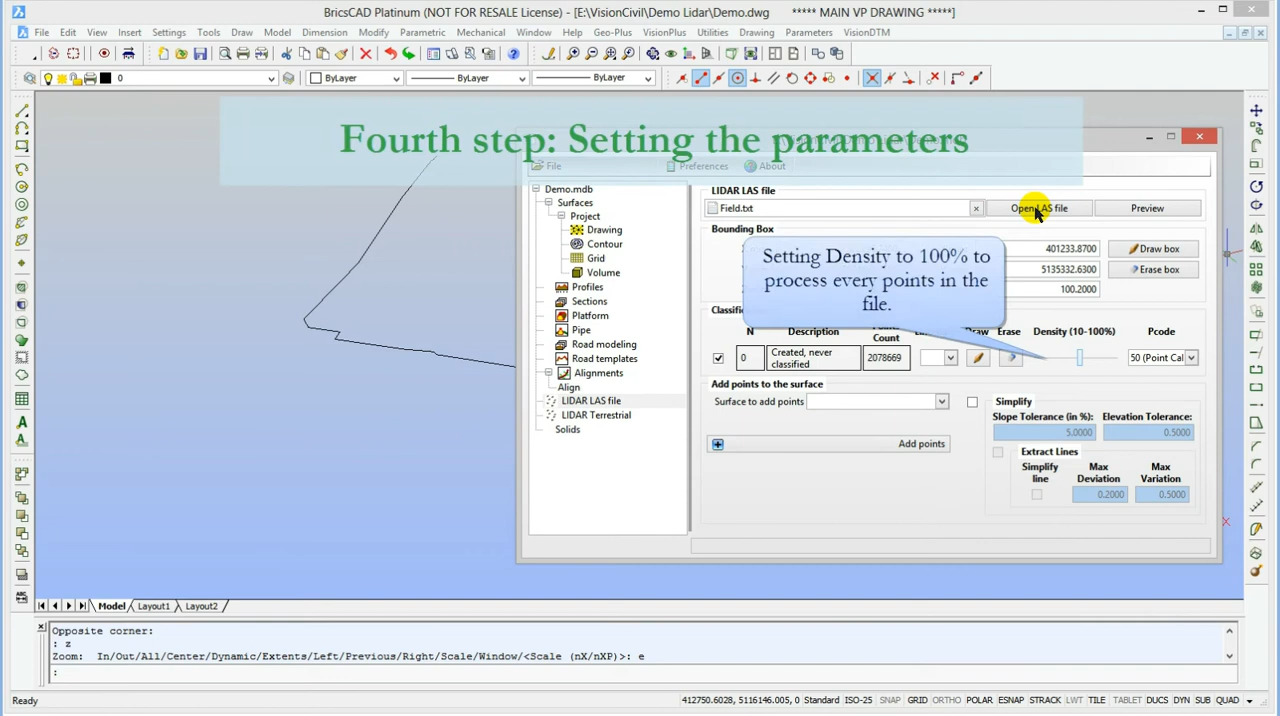 BricsCAD Platinum (NOT FOR RESALE License) - [E:\VisionCivil\Demo Lidar\Demo.dwg ***** MAIN VP DRAWING *****]
File Edit View Insert Settings Tools Draw Model Dimension Modify Parametric Mechanical Window Help Geo-Plus VisionPlus Utilities Drawing Parameters VisionDTM
0 ByLayer ByLayer ByLayer
Fourth step: Setting the parameters
File Preferences About
Demo.mdb
Surfaces
Project
Drawing
Contour
Grid
Volume
Profiles
Sections
Platform
Pipe
Road modeling
Road templates
Alignments
Align
LIDAR LAS file
LIDAR Terrestrial
Solids
LIDAR LAS file
Field.txt Open LAS file Preview
Bounding Box
401233.8700 Draw box
5135332.6300 Erase box
100.2000
Setting Density to 100% to
process every points in the
file.
N Description Count Erase Density (10-100%) Pcode
0 Created, never
classified 2078669 50 (Point Cal
Add points to the surface
Surface to add points
Add points
Simplify
Slope Tolerance (in %): Elevation Tolerance:
5.0000 0.5000
Extract Lines
Simplify
line Max
Deviation Max
Variation
0.2000 0.5000
Model Layout1 Layout2
Opposite corner:
: z
Zoom: In/Out/All/Center/Dynamic/Extents/Left/Previous/Right/Scale/Window/<Scale (nX/nXP)>: e
:
Ready 412750.6028, 5116146.005, 0 Standard ISO-25 SNAP GRID ORTHO POLAR ESNAP STRACK LWT TILE TABLET DUCS DYN QUAD SUB